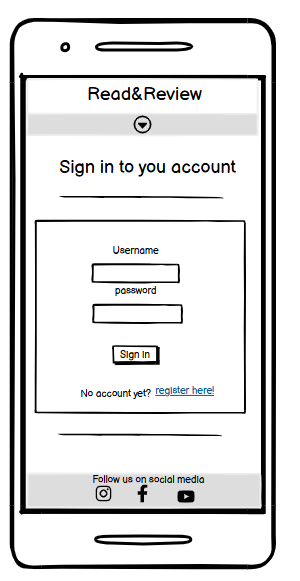 Read&Review
Sign in to you account
Username
password
Sign in
No account yet? register here!
Follow us on social media